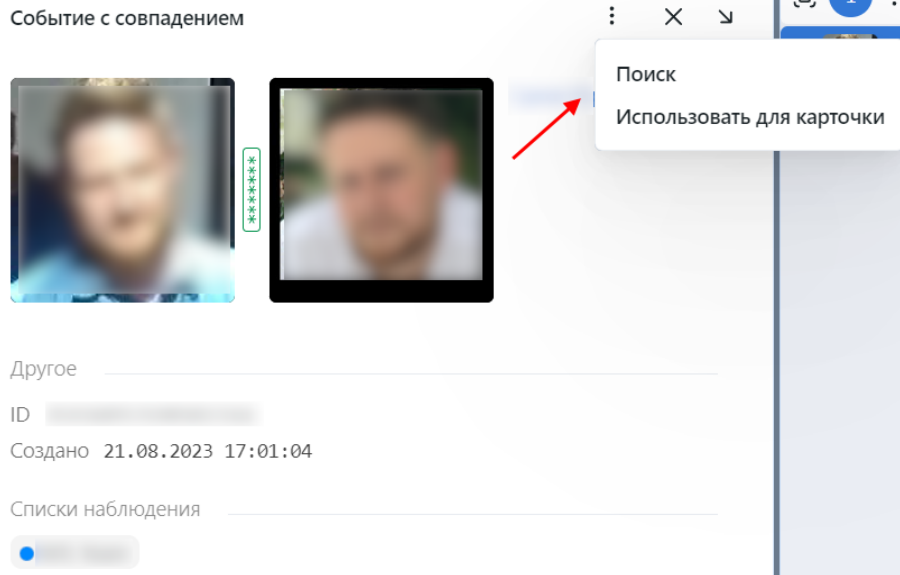 Событие с совпадением
Поиск
Использовать для карточки
*******
Другое
ID
Создано 21.08.2023 17:01:04
Списки наблюдения